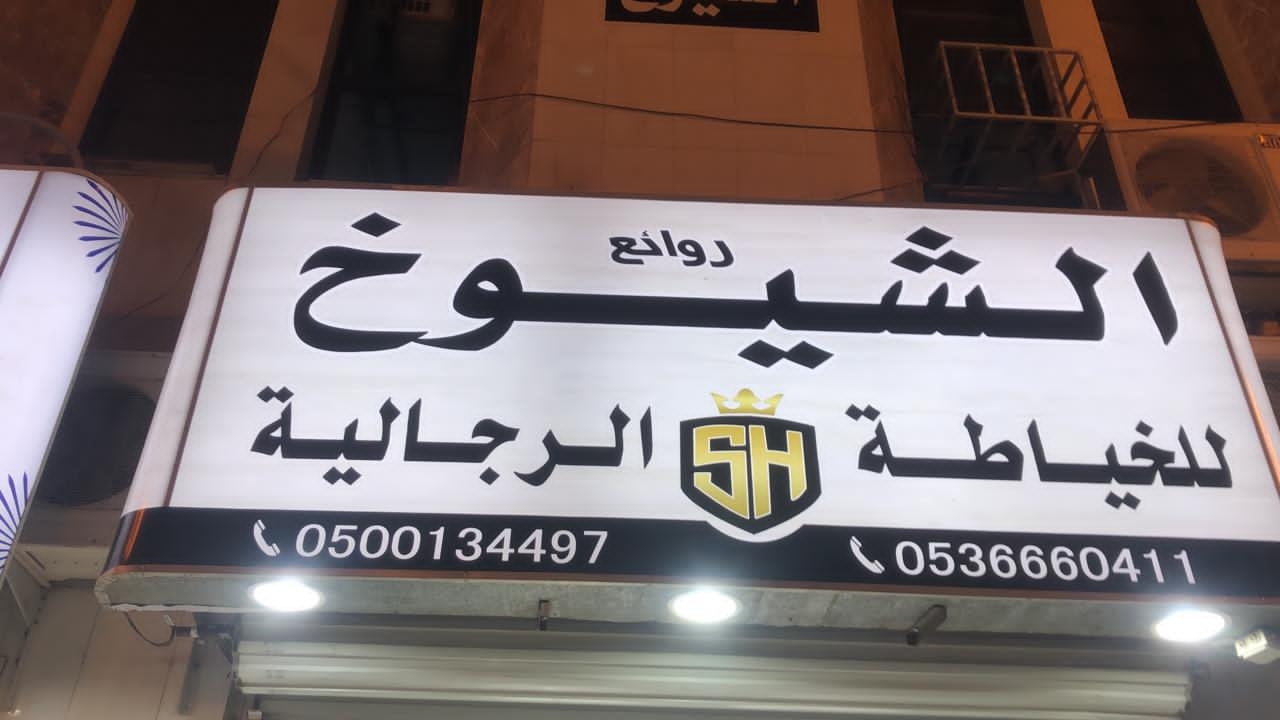 روائع
الشيوخ
للخياطة SH الرجالية
0500134497 0536660411